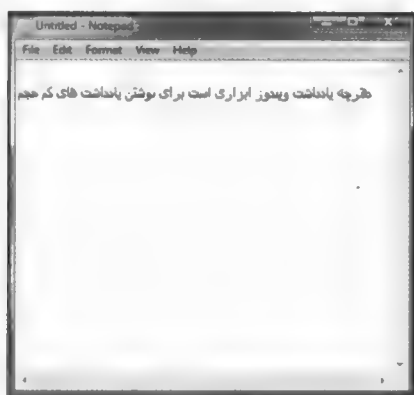 Untitled - Notepad
File Edit Format View Help
دفترچه یادداشت ویندوز ابزاری است برای نوشتن یادداشت های کم حجم